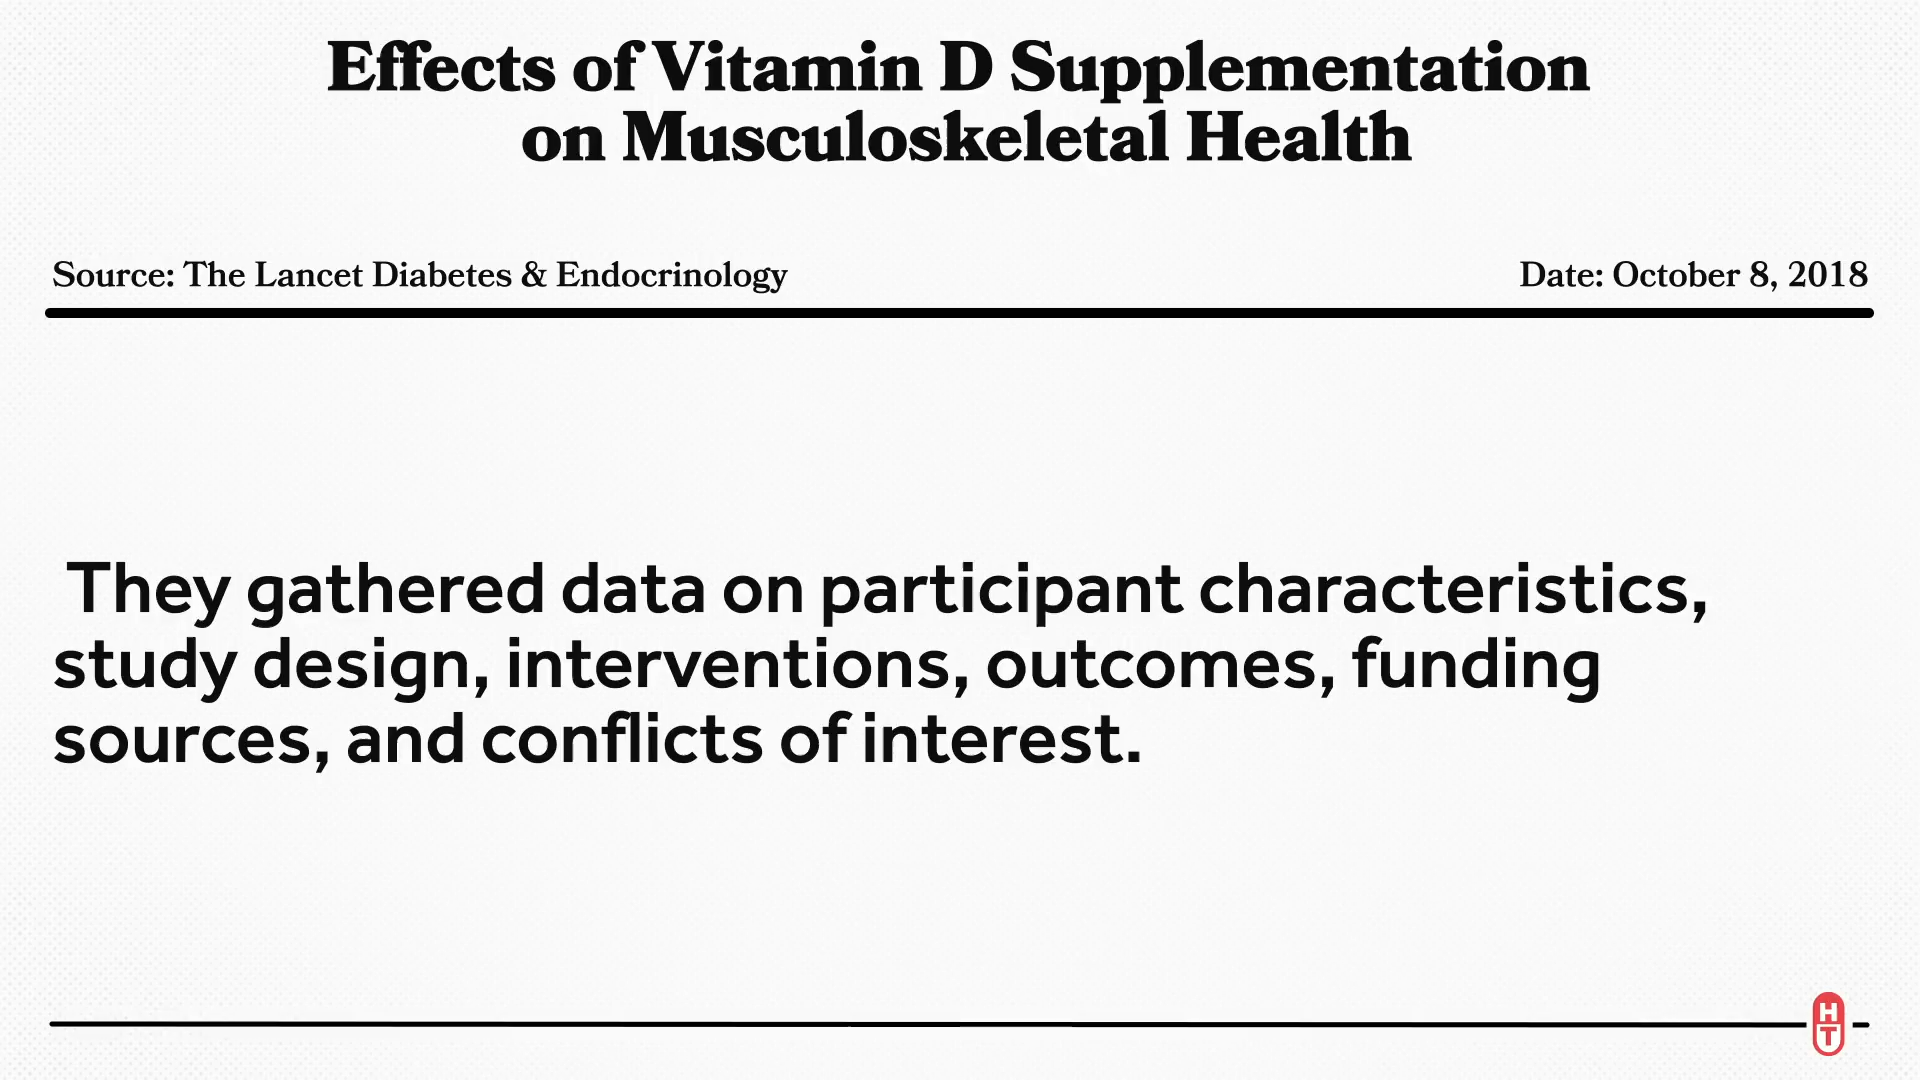 Effects of Vitamin D Supplementation
on Musculoskeletal Health
Source: The Lancet Diabetes & Endocrinology
Date: October 8, 2018
They gathered data on participant characteristics,
study design, interventions, outcomes, funding
sources, and conflicts of interest.
H
T